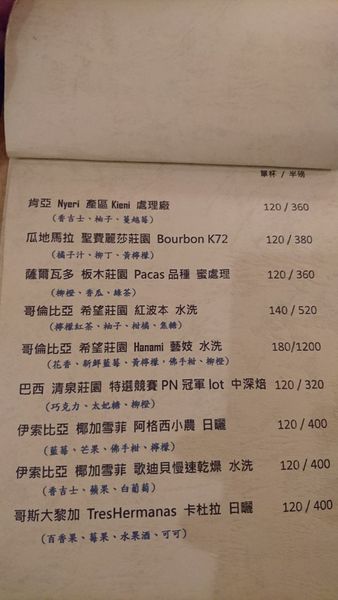 單杯 / 半磅
肯亞 Nyeri 產區 Kieni 處理廠 120 / 360
(香吉士、柚子、蔓越莓)
瓜地馬拉 聖費麗莎莊園 Bourbon K72 120 / 380
(橘子汁、柳丁、黃檸檬)
薩爾瓦多 板木莊園 Pacas 品種 蜜處理 120 / 360
(柳橙、香瓜、綠茶)
哥倫比亞 希望莊園 紅波本 水洗 140 / 520
(檸檬紅茶、柚子、柑橘、焦糖)
哥倫比亞 希望莊園 Hanami 藝妓 水洗 180/1200
(花香、新鮮藍莓、黃檸檬，佛手柑、柳橙)
巴西 清泉莊園 特選競賽 PN 冠軍 lot 中深焙 120 / 320
(巧克力、太妃糖、柳橙)
伊索比亞 椰加雪菲 阿格西小農 日曬 120 / 400
(藍莓、芒果、佛手柑、檸檬)
伊索比亞 椰加雪菲 歌迪貝慢速乾燥 水洗 120 / 400
(香吉士、蘋果、白葡萄)
哥斯大黎加 TresHermanas 卡杜拉 日曬 120 / 400
(百香果、莓果、水果酒、可可)